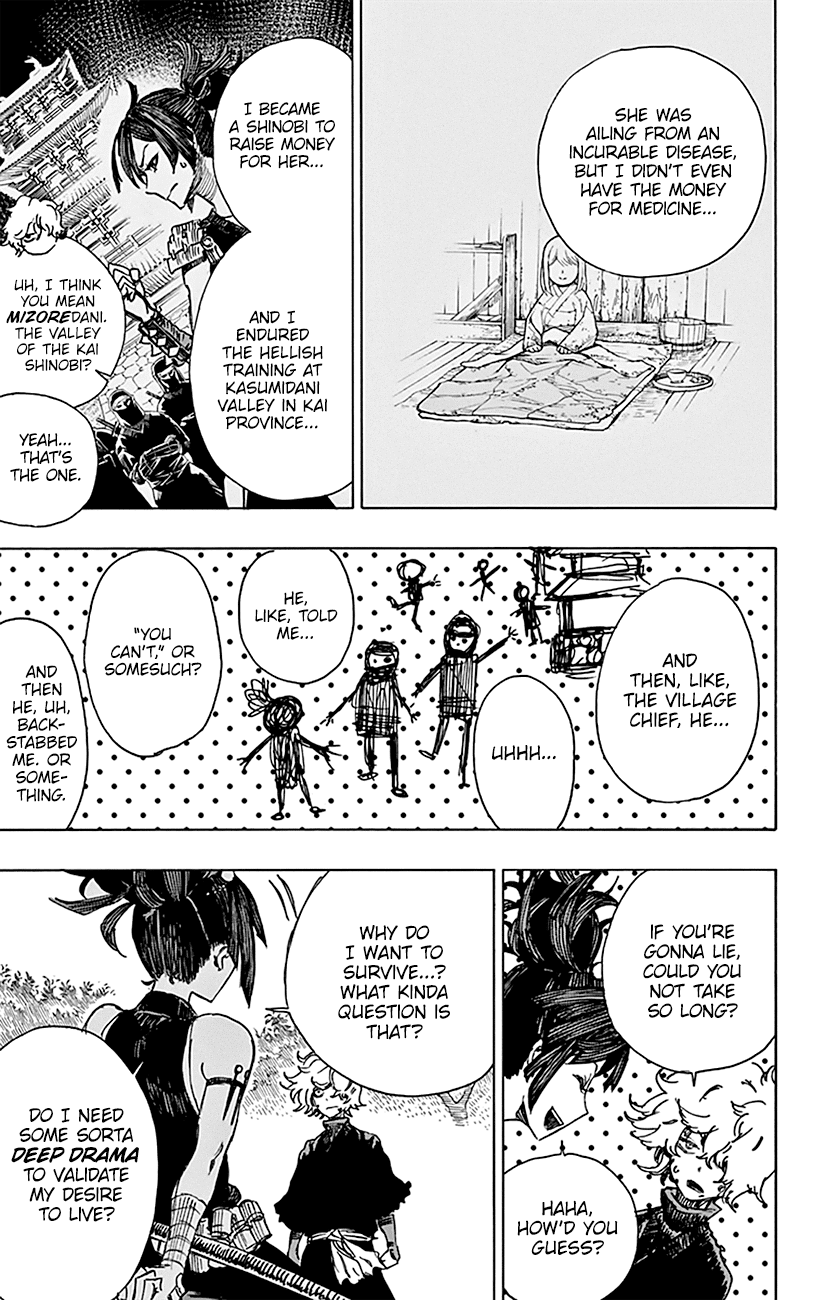 SHE WAS
AILING FROM AN
INCURABLE DISEASE,
BUT I DIDN'T EVEN
HAVE THE MONEY
FOR MEDICINE...
I BECAME
A SHINOBI TO
RAISE MONEY
FOR HER...
AND I
ENDURED
THE HELLISH
TRAINING AT
KASUMIDANI
VALLEY IN KAI
PROVINCE...
UH, I THINK
YOU MEAN
MIZOREDANI.
THE VALLEY
OF THE KAI
SHINOBI?
YEAH...
THAT'S
THE ONE.
AND
THEN, LIKE,
THE VILLAGE
CHIEF, HE...
UHHH...
HE,
LIKE, TOLD
ME...
"YOU
CAN'T," OR
SOMESUCH?
AND
THEN
HE, UH,
BACK-
STABBED
ME. OR
SOME-
THING.
IF YOU'RE
GONNA LIE,
COULD YOU
NOT TAKE
SO LONG?
HAHA,
HOW'D YOU
GUESS?
WHY DO
I WANT TO
SURVIVE...?
WHAT KINDA
QUESTION IS
THAT?
DO I NEED
SOME SORTA
DEEP DRAMA
TO VALIDATE
MY DESIRE
TO LIVE?